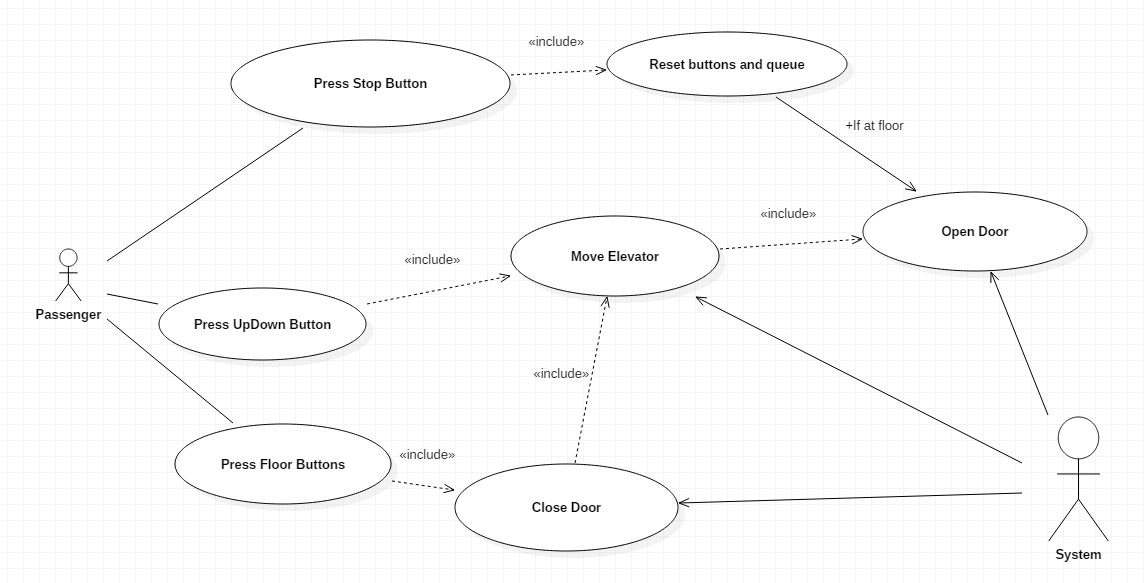 «include»
Press Stop Button
Reset buttons and queue
+If at floor
«include»
Open Door
«include»
Move Elevator
Passenger
Press UpDown Button
«include»
«include»
Press Floor Buttons
Close Door
System